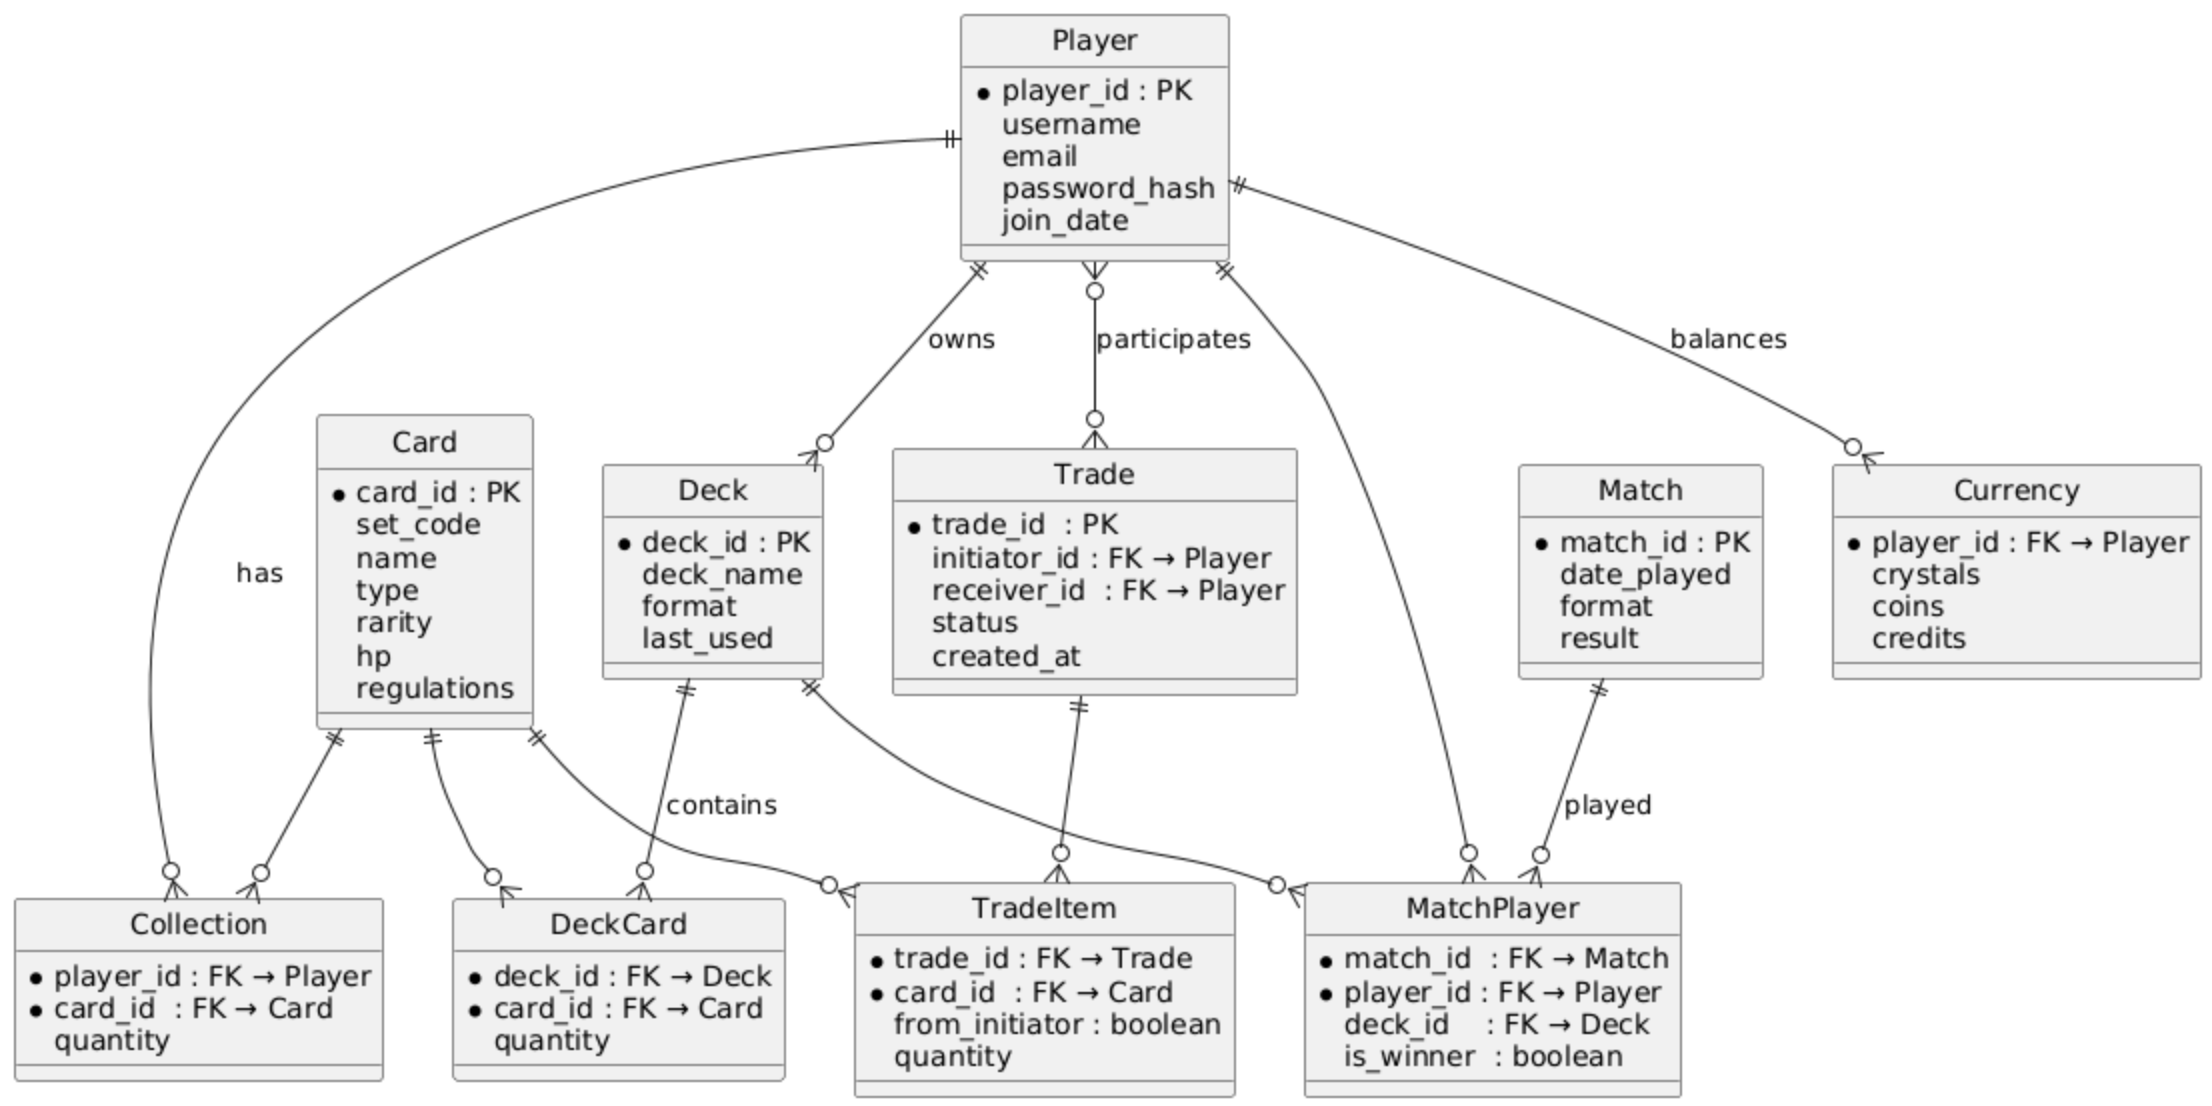 Player
player_id : PK
username
email
password_hash
join_date
owns
participates
balances
has
Card
card_id : PK
set_code
name
type
rarity
hp
regulations
Deck
deck_id : PK
deck_name
format
last_used
Trade
trade_id : PK
initiator_id : FK → Player
receiver_id : FK → Player
status
created_at
Match
match_id : PK
date_played
format
result
Currency
player_id : FK → Player
crystals
coins
credits
contains
played
Collection
player_id : FK → Player
card_id : FK → Card
quantity
DeckCard
deck_id : FK → Deck
card_id : FK → Card
quantity
TradeItem
trade_id : FK → Trade
card_id : FK → Card
from_initiator : boolean
quantity
MatchPlayer
match_id : FK → Match
player_id : FK → Player
deck_id : FK → Deck
is_winner : boolean